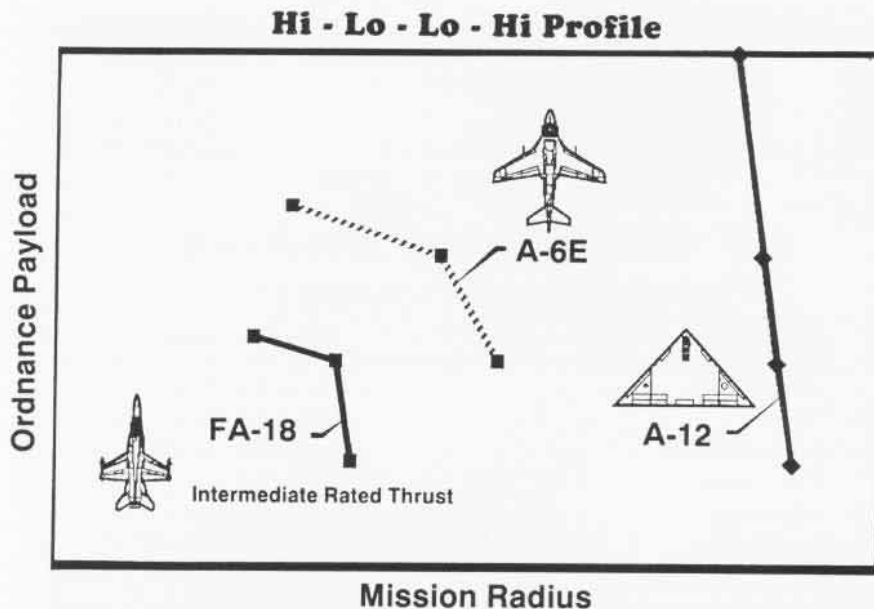 Hi - Lo - Lo - Hi Profile
Ordnance Payload
A-6E
FA-18
A-12
Intermediate Rated Thrust
Mission Radius